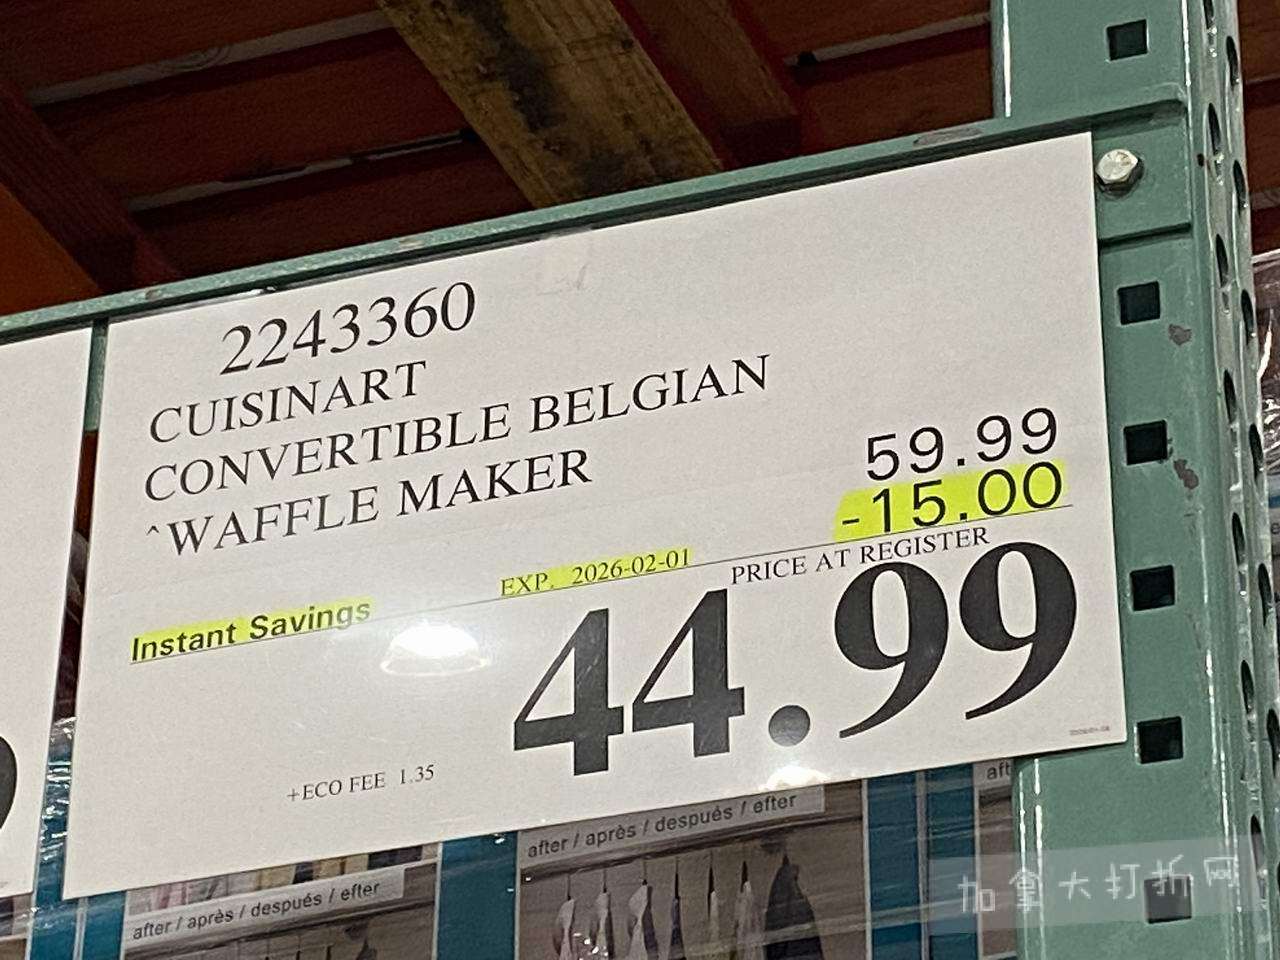 2243360
CUISINART
CONVERTIBLE BELGIAN
^WAFFLE MAKER
59.99
-15.00
EXP. 2026-02-01
PRICE AT REGISTER
Instant Savings
44.99
+ECO FEE 1.35
after / après / después / efter
after / après / después / efter
aft
加拿大打折网